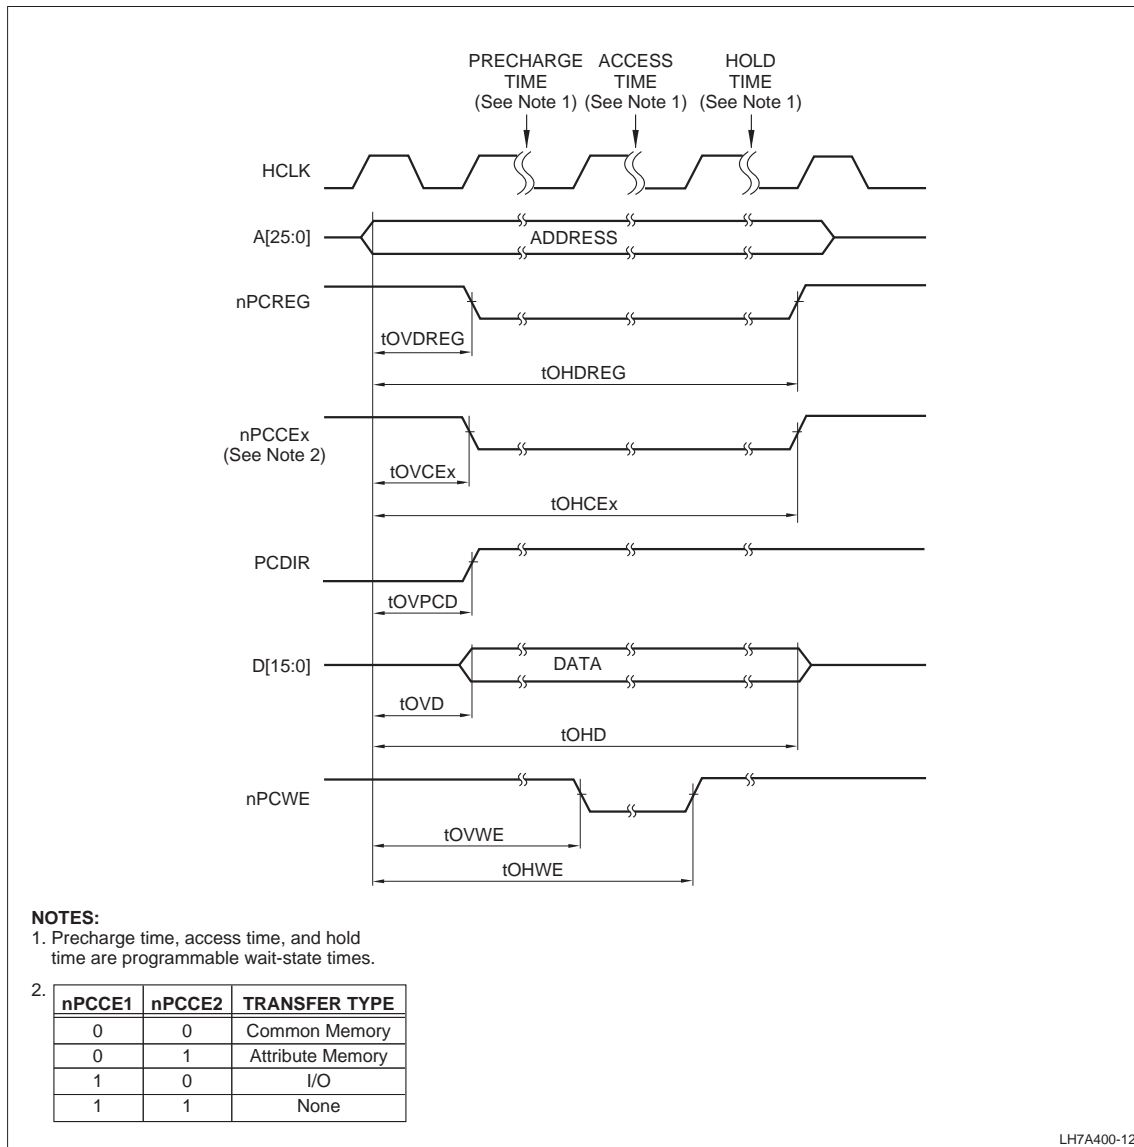 PRECHARGE TIME (See Note 1)
ACCESS TIME (See Note 1)
HOLD TIME (See Note 1)
HCLK
A[25:0]
ADDRESS
nPCREG
tOVDREG
tOHDREG
nPCCEx
(See Note 2)
tOVCEx
tOHCEx
PCDIR
tOVPCD
D[15:0]
DATA
tOVD
tOHD
nPCWE
tOVWE
tOHWE
NOTES:
1. Precharge time, access time, and hold
time are programmable wait-state times.
2.
nPCCE1 nPCCE2 TRANSFER TYPE
0 0 Common Memory
0 1 Attribute Memory
1 0 I/O
1 1 None
LH7A400-12